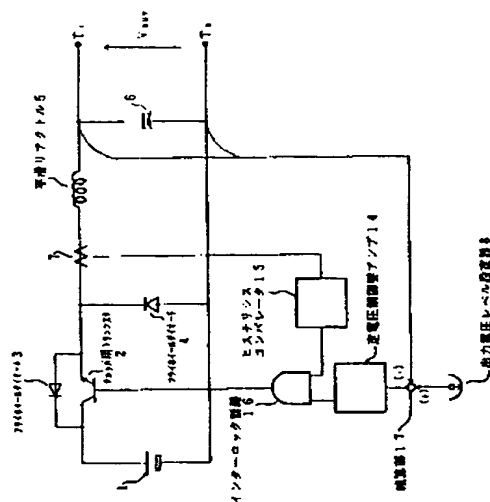 フライホイールダイオード3
チョッパ用トランジスタ
2
1
フライホイールダイオード
4
7
平滑リアクトル5
6
T₁
V_OUT
T₂
ヒステリシス
コンパレータ15
インターロック回路
16
定電圧制御調整アンプ14
(-)
(+)
減算部17
出力電圧レベル設定器8